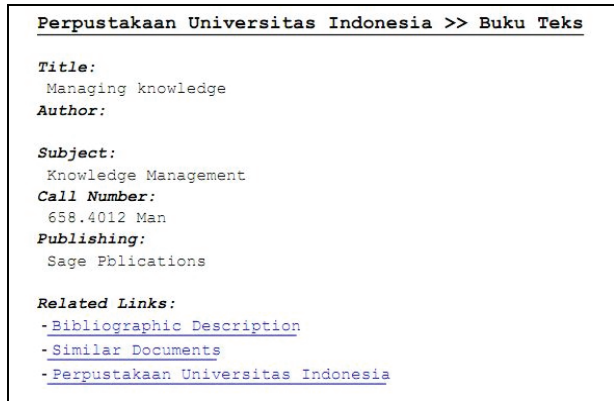 Perpustakaan Universitas Indonesia >> Buku Teks
Title:
Managing knowledge
Author:
Subject:
Knowledge Management
Call Number:
658.4012 Man
Publishing:
Sage Pblications
Related Links:
- Bibliographic Description
- Similar Documents
- Perpustakaan Universitas Indonesia